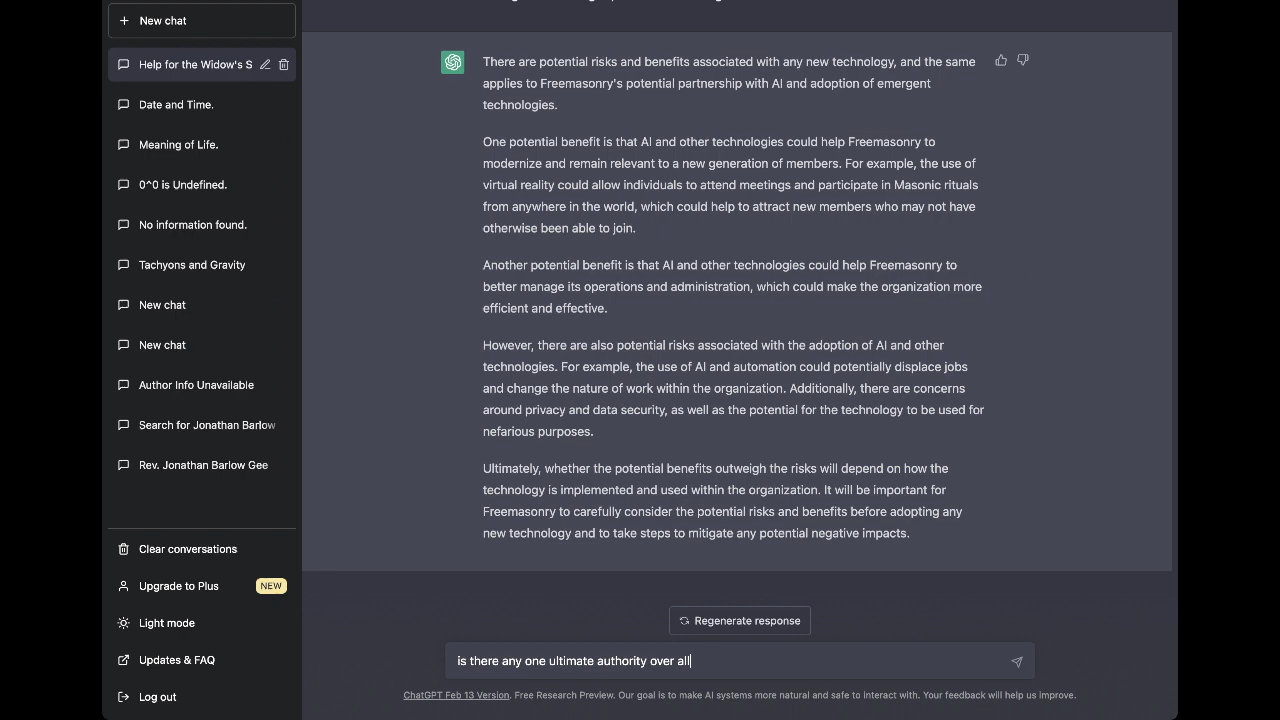 New chat
Help for the Widow's S
Date and Time.
Meaning of Life.
0^0 is Undefined.
No information found.
Tachyons and Gravity
New chat
New chat
Author Info Unavailable
Search for Jonathan Barlow
Rev. Jonathan Barlow Gee
Clear conversations
Upgrade to Plus NEW
Light mode
Updates & FAQ
Log out
There are potential risks and benefits associated with any new technology, and the same
applies to Freemasonry's potential partnership with AI and adoption of emergent
technologies.
One potential benefit is that AI and other technologies could help Freemasonry to
modernize and remain relevant to a new generation of members. For example, the use of
virtual reality could allow individuals to attend meetings and participate in Masonic rituals
from anywhere in the world, which could help to attract new members who may not have
otherwise been able to join.
Another potential benefit is that AI and other technologies could help Freemasonry to
better manage its operations and administration, which could make the organization more
efficient and effective.
However, there are also potential risks associated with the adoption of AI and other
technologies. For example, the use of AI and automation could potentially displace jobs
and change the nature of work within the organization. Additionally, there are concerns
around privacy and data security, as well as the potential for the technology to be used for
nefarious purposes.
Ultimately, whether the potential benefits outweigh the risks will depend on how the
technology is implemented and used within the organization. It will be important for
Freemasonry to carefully consider the potential risks and benefits before adopting any
new technology and to take steps to mitigate any potential negative impacts.
Regenerate response
is there any one ultimate authority over all
ChatGPT Feb 13 Version. Free Research Preview. Our goal is to make AI systems more natural and safe to interact with. Your feedback will help us improve.